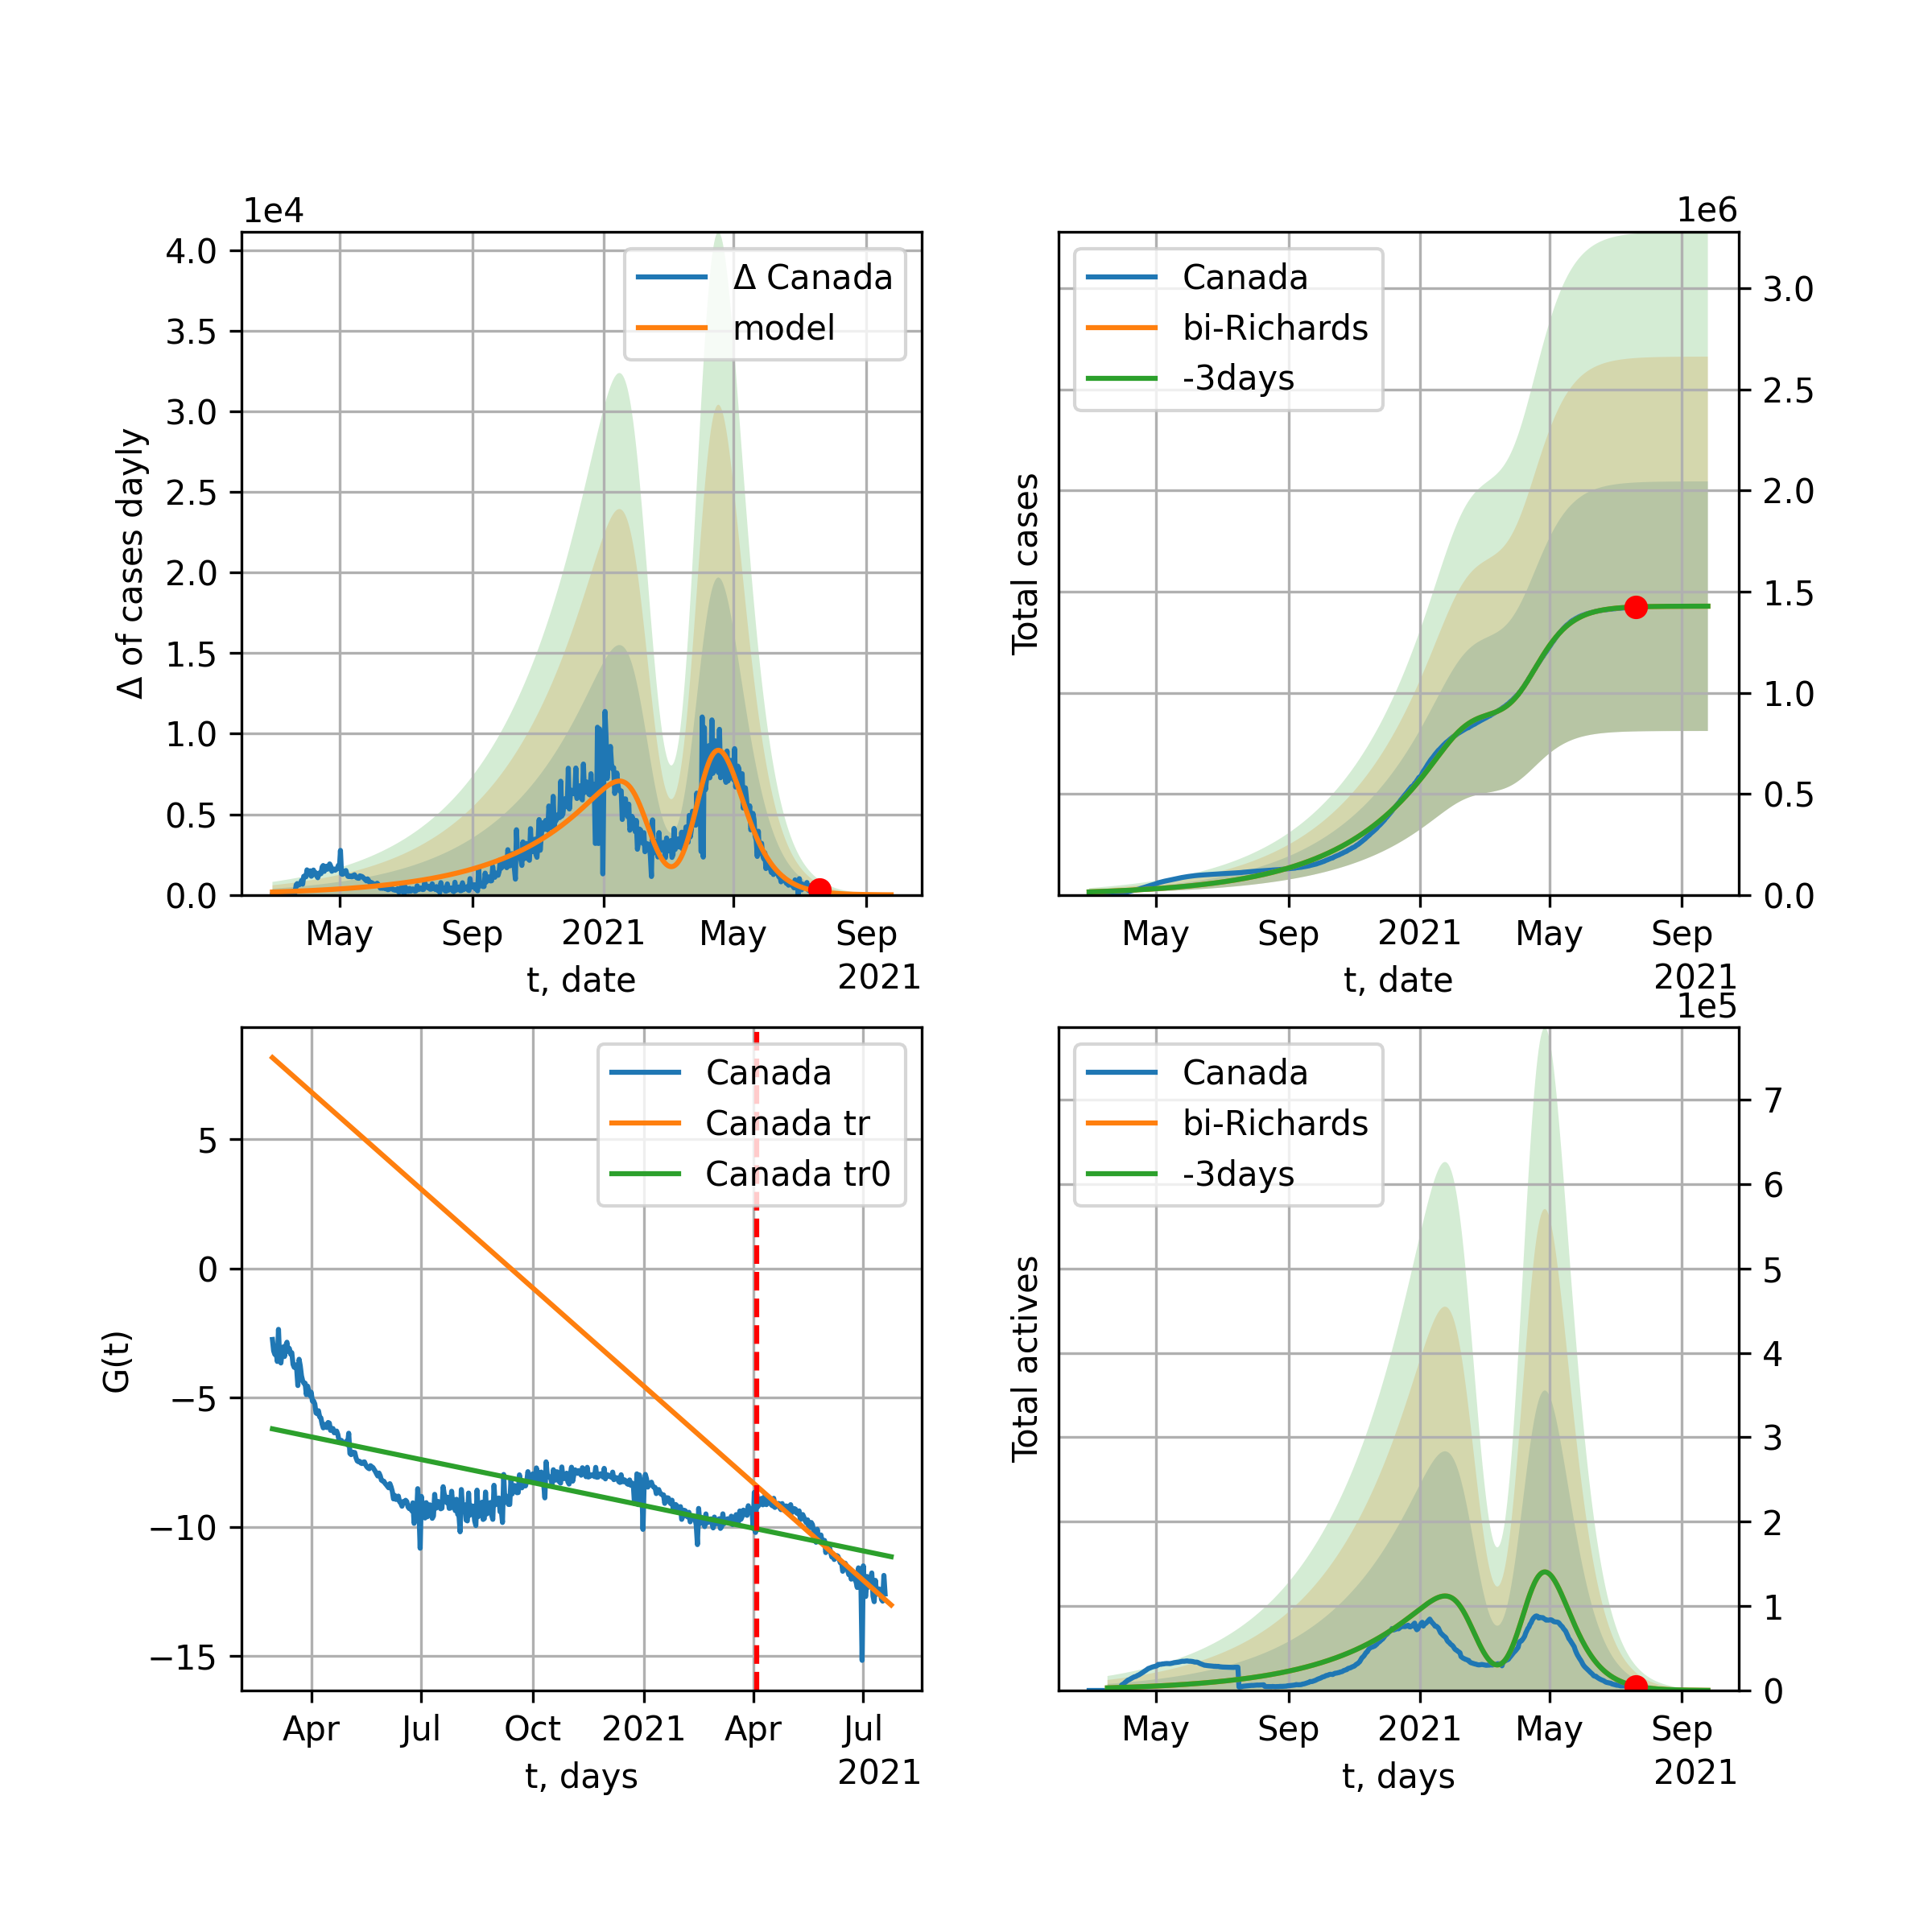 1e4
4.0
3.5
3.0
2.5
2.0
1.5
1.0
0.5
0.0
Δ of cases dayly
Δ Canada
model
May
Sep
2021
May
Sep
t, date
2021
1e6
Total cases
Canada
bi-Richards
-3days
3.0
2.5
2.0
1.5
1.0
0.5
0.0
May
Sep
2021
May
Sep
t, date
2021
5
0
−5
−10
−15
G(t)
Canada
Canada tr
Canada tr0
Apr
Jul
Oct
2021
Apr
Jul
t, days
2021
1e5
Total actives
Canada
bi-Richards
-3days
7
6
5
4
3
2
1
0
May
Sep
2021
May
Sep
t, days
2021